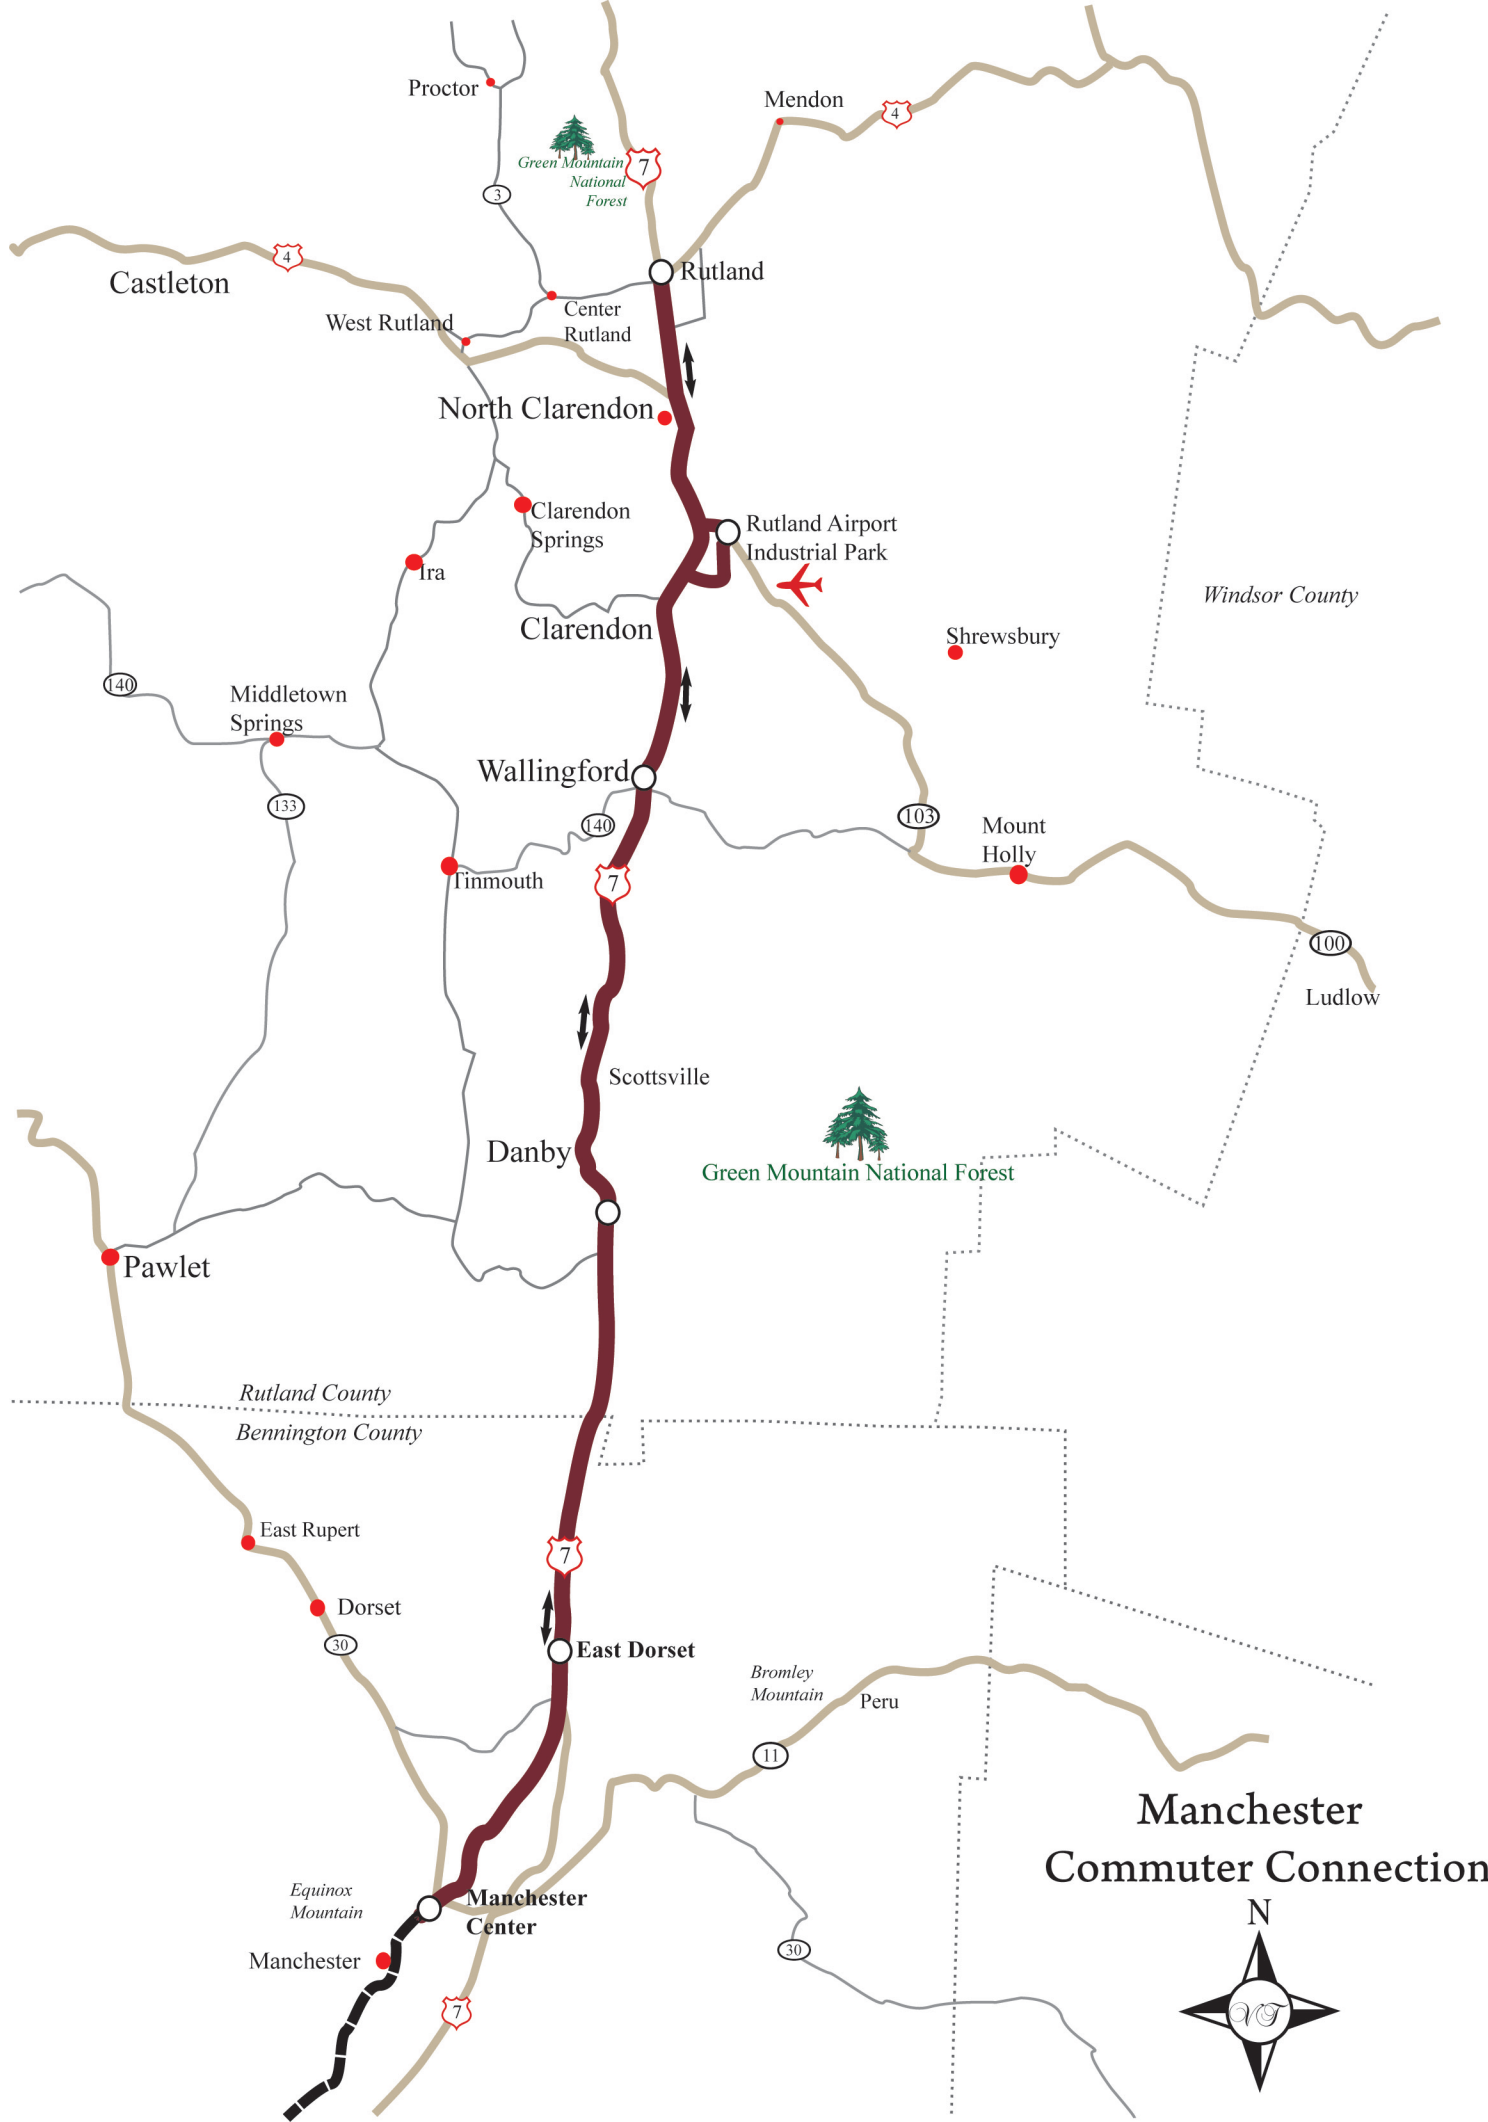 Proctor
Mendon
4
Green Mountain
National
Forest
7
3
4
Castleton
Rutland
Center
Rutland
West Rutland
North Clarendon
Clarendon
Springs
Rutland Airport
Industrial Park
Ira
Windsor County
Clarendon
Shrewsbury
140
Middletown
Springs
Wallingford
133
140
103
Mount
Holly
Tinmouth
7
100
Ludlow
Scottsville
Danby
Green Mountain National Forest
Pawlet
Rutland County
Bennington County
East Rupert
7
Dorset
30
East Dorset
Bromley
Mountain
Peru
11
Manchester
Commuter Connection
Equinox
Mountain
Manchester
Center
N
Manchester
30
7
VT